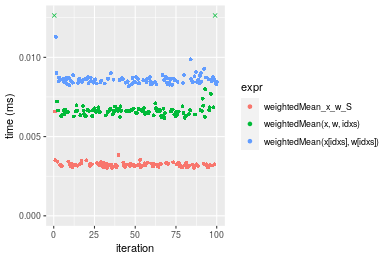 0.010
0.005
0.000
time (ms)
0
25
50
75
100
iteration
expr
weightedMean_x_w_S
weightedMean(x, w, idxs)
weightedMean(x[idxs], w[idxs])